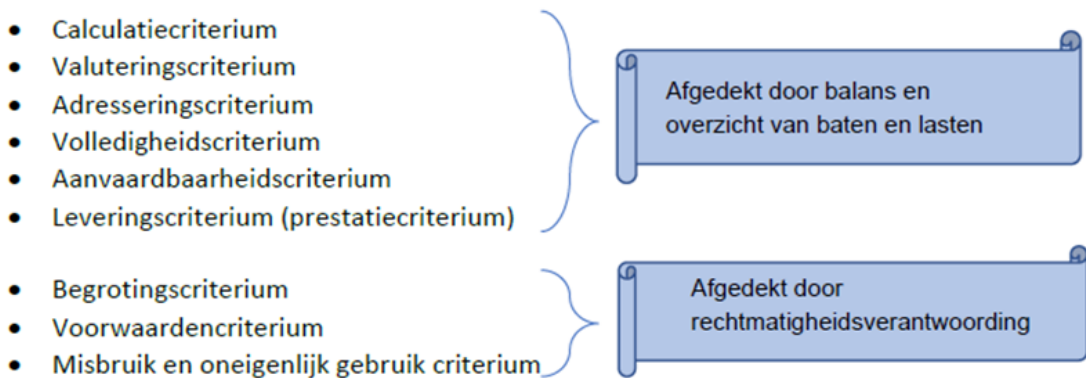 • Calculatiecriterium
• Valuteringscriterium
• Adresseringscriterium
• Volledigheidscriterium
• Aanvaardbaarheidscriterium
• Leveringscriterium (prestatiecriterium)
Afgedekt door balans en
overzicht van baten en lasten
• Begrotingscriterium
• Voorwaardencriterium
• Misbruik en oneigenlijk gebruik criterium
Afgedekt door
rechtmatigheidsverantwoording